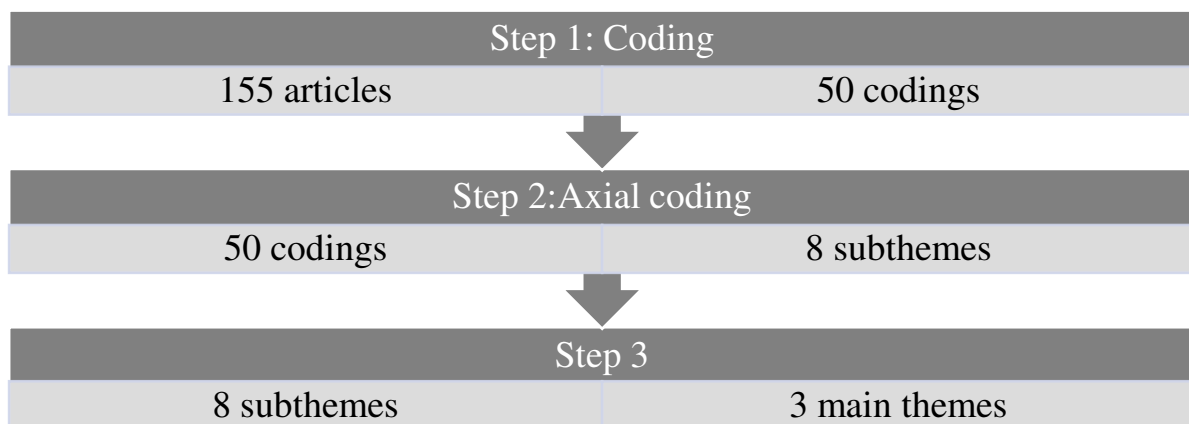 Step 1: Coding
155 articles 50 codings
Step 2:Axial coding
50 codings 8 subthemes
Step 3
8 subthemes 3 main themes